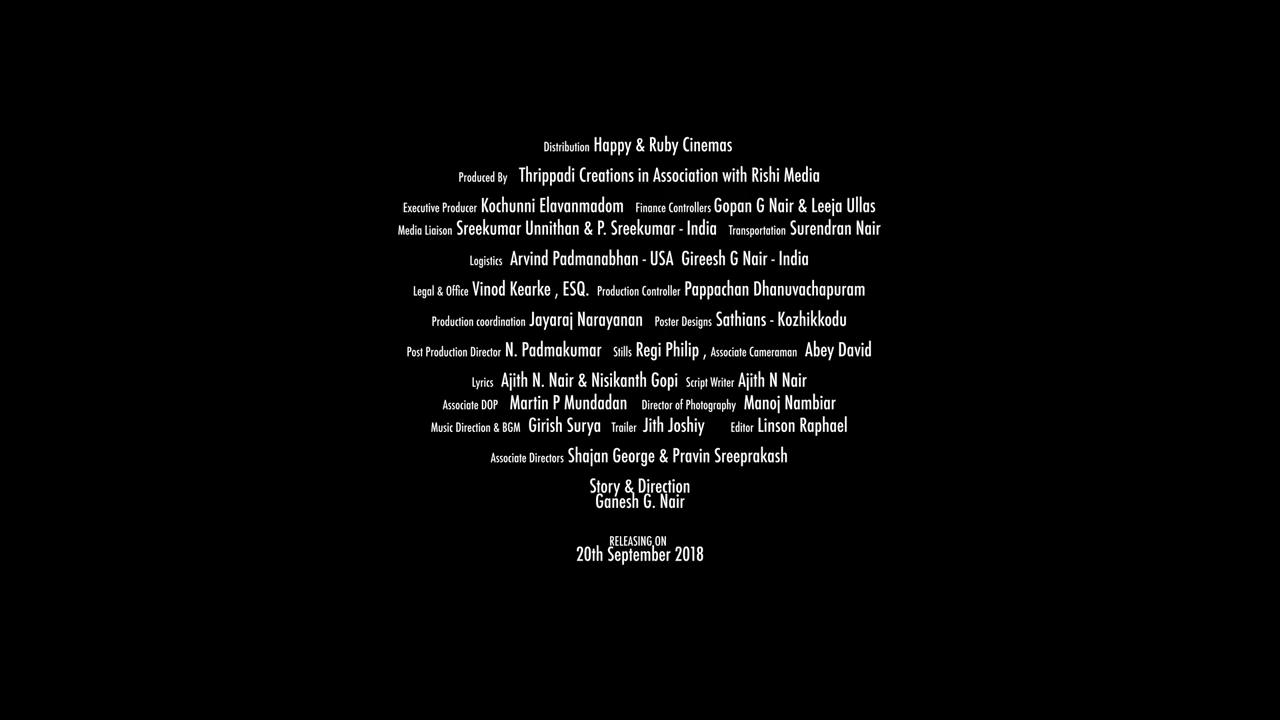 Distribution Happy & Ruby Cinemas
Produced By Thrippadi Creations in Association with Rishi Media
Executive Producer Kochunni Elavanmadom Finance Controllers Gopan G Nair & Leeja Ullas
Media Liaison Sreekumar Unnithan & P. Sreekumar - India Transportation Surendran Nair
Logistics Arvind Padmanabhan - USA Gireesh G Nair - India
Legal & Office Vinod Kearke , ESQ. Production Controller Pappachan Dhanuvachapuram
Production coordination Jayaraj Narayanan Poster Designs Sathians - Kozhikkodu
Post Production Director N. Padmakumar Stills Regi Philip , Associate Cameraman Abey David
Lyrics Ajith N. Nair & Nisikanth Gopi Script Writer Ajith N Nair
Associate DOP Martin P Mundadan Director of Photography Manoj Nambiar
Music Direction & BGM Girish Surya Trailer Jith Joshiy Editor Linson Raphael
Associate Directors Shajan George & Pravin Sreeprakash
Story & Direction
Ganesh G. Nair
RELEASING ON
20th September 2018